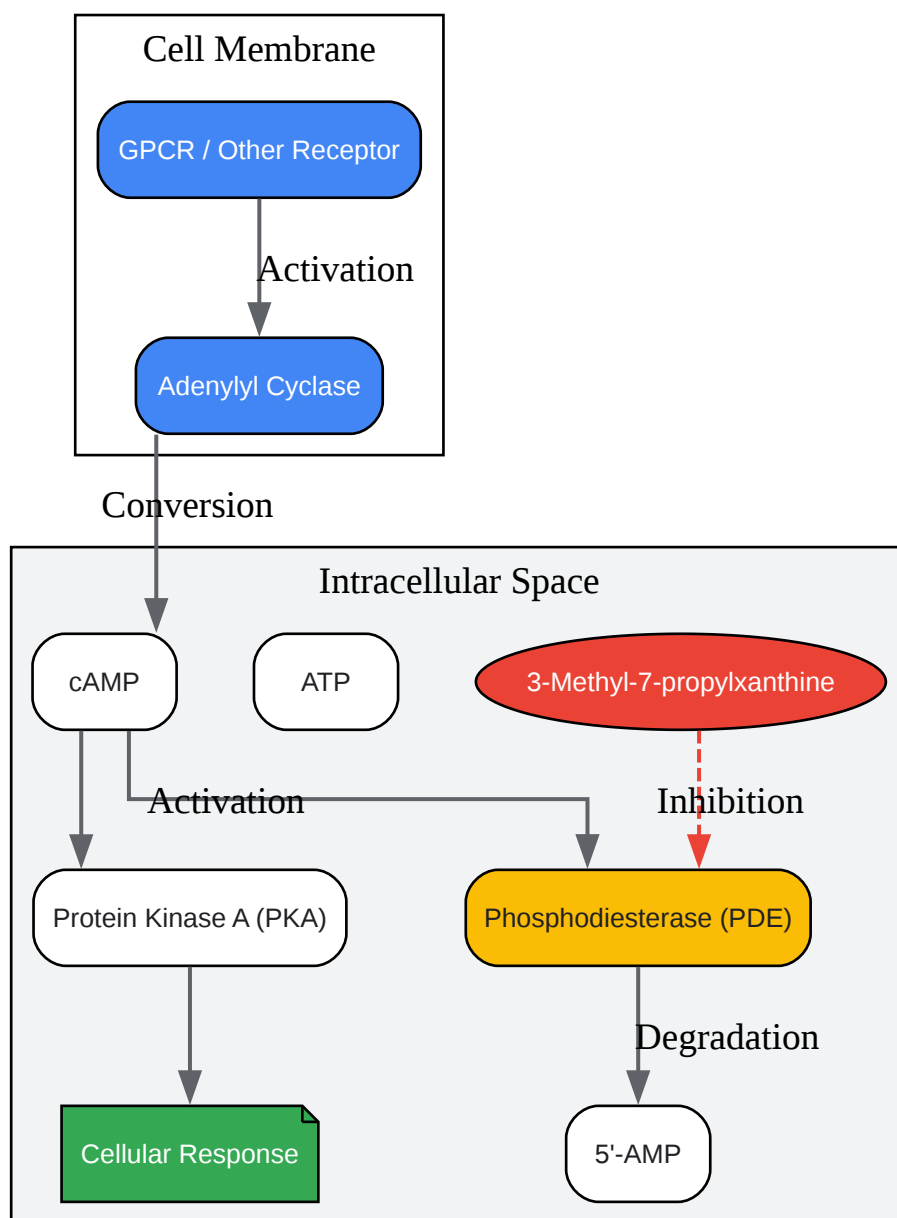 Cell Membrane
GPCR / Other Receptor
Activation
Adenylyl Cyclase
Conversion
Intracellular Space
cAMP
ATP
3-Methyl-7-propylxanthine
Activation
Inhibition
Protein Kinase A (PKA)
Phosphodiesterase (PDE)
Degradation
Cellular Response
5'-AMP